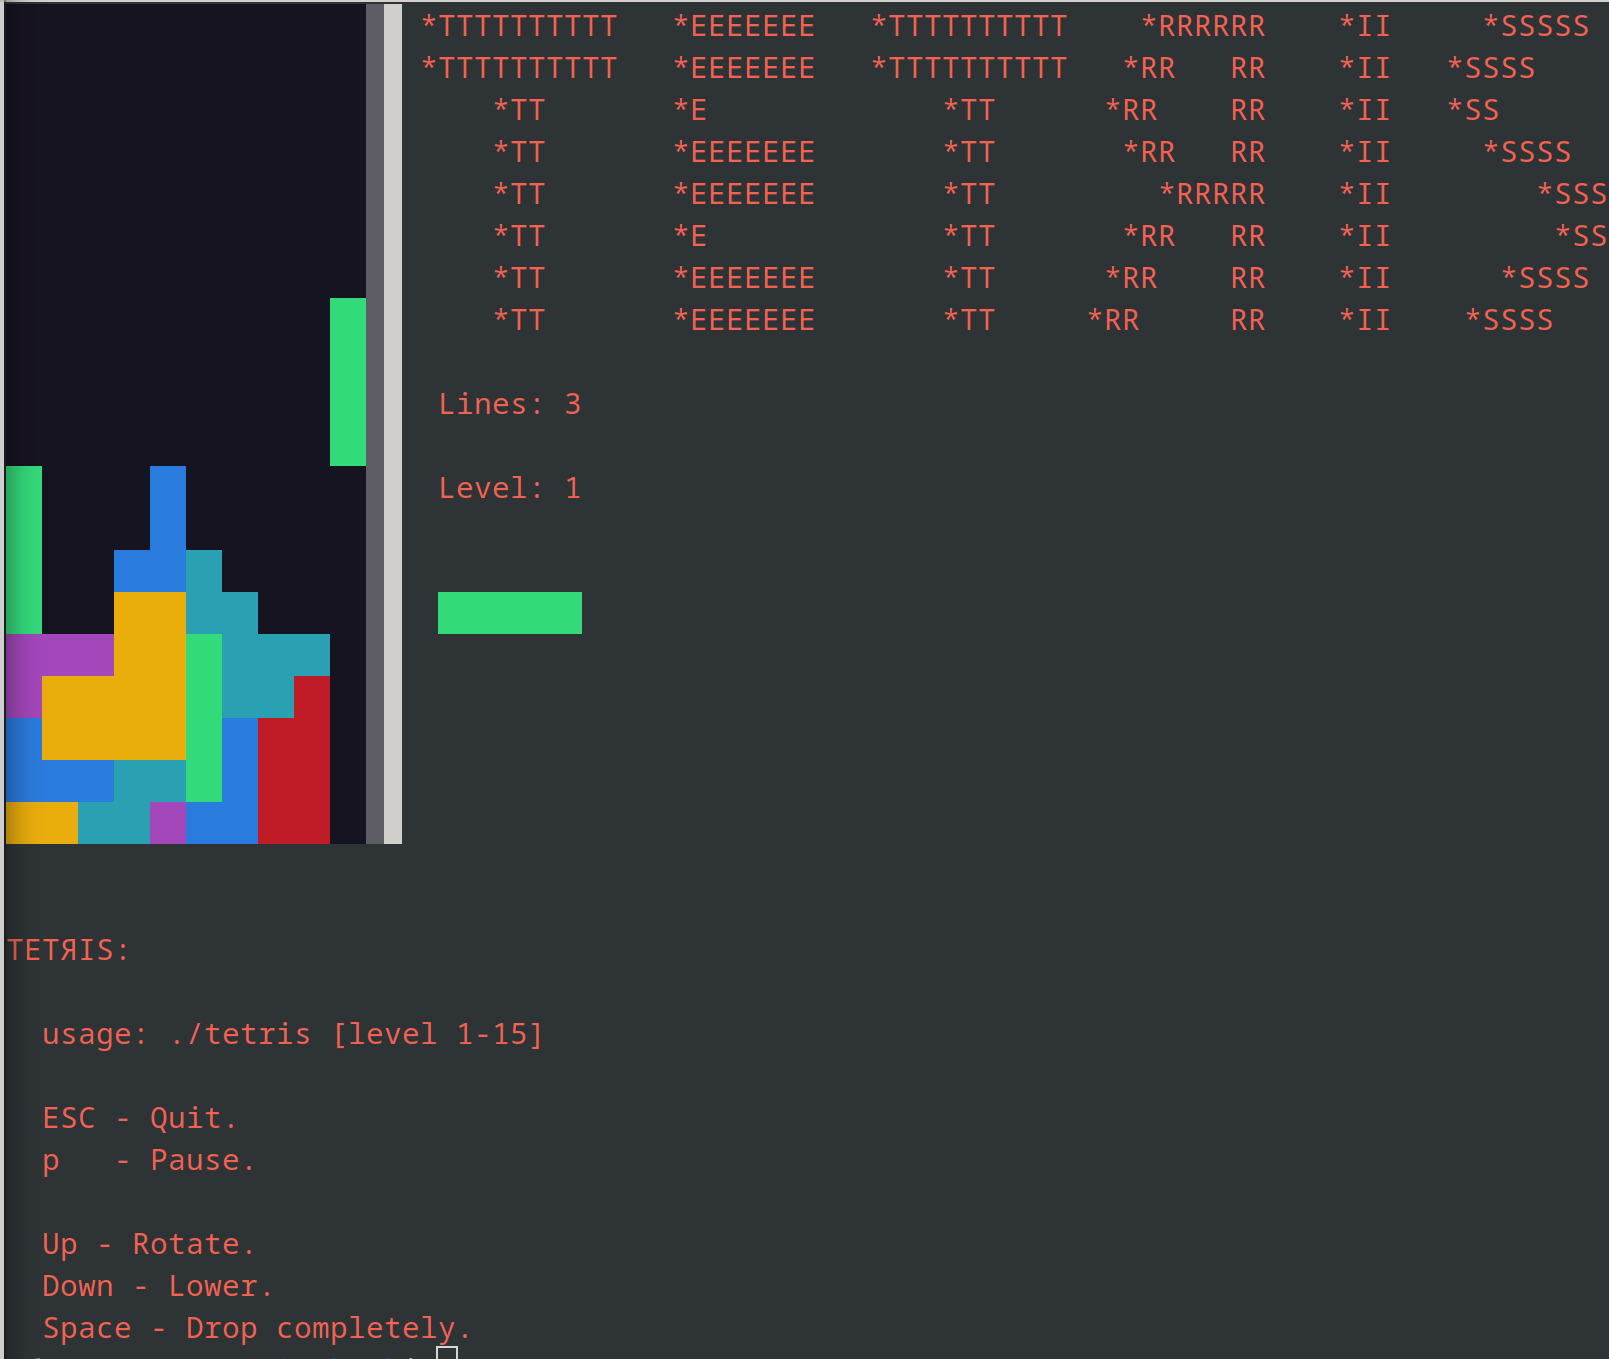 *TTTTTTTTTT   *EEEEEEE   *TTTTTTTTTT    *RRRRRR    *II     *SSSSS
*TTTTTTTTTT   *EEEEEEE   *TTTTTTTTTT   *RR   RR    *II   *SSSS
    *TT       *E             *TT      *RR    RR    *II   *SS
    *TT       *EEEEEEE       *TT       *RR   RR    *II     *SSSS
    *TT       *EEEEEEE       *TT         *RRRRR    *II        *SSS
    *TT       *E             *TT       *RR   RR    *II         *SS
    *TT       *EEEEEEE       *TT      *RR    RR    *II      *SSSS
    *TT       *EEEEEEE       *TT     *RR     RR    *II    *SSSS
Lines: 3
Level: 1
TETЯIS:
usage: ./tetris [level 1-15]
ESC - Quit.
p   - Pause.
Up - Rotate.
Down - Lower.
Space - Drop completely.